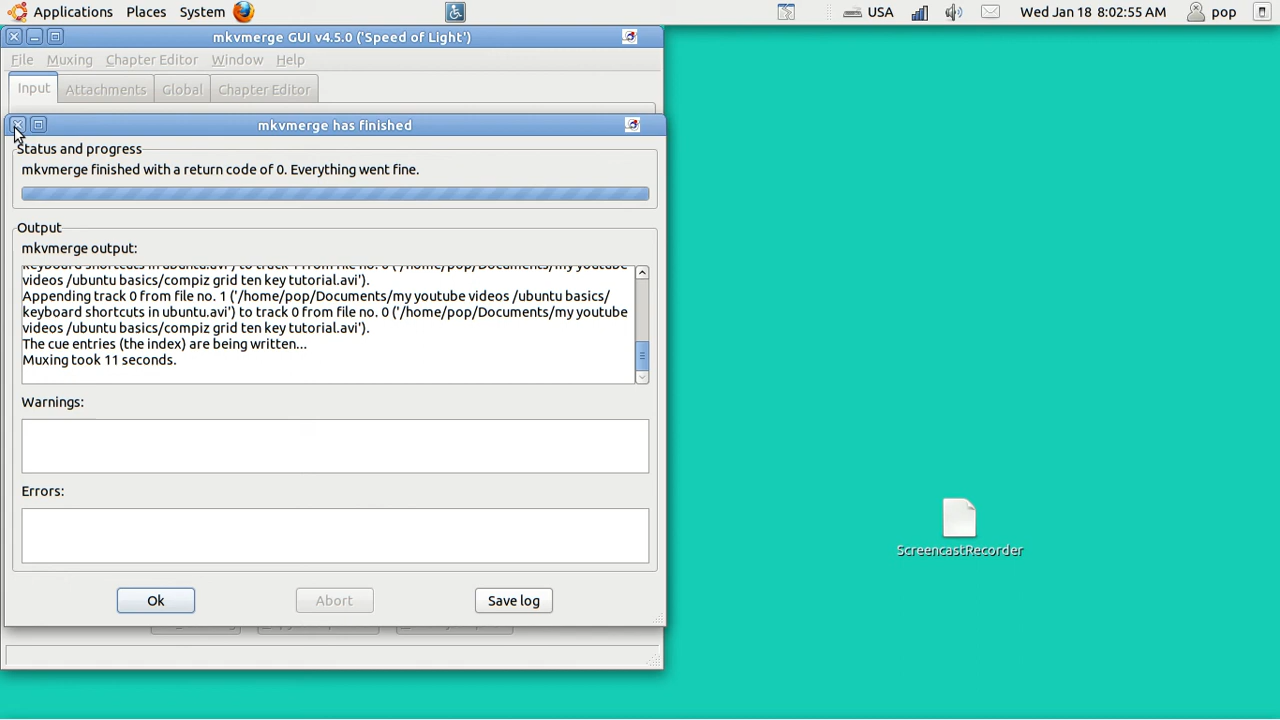 Applications Places System USA Wed Jan 18 8:02:55 AM pop
mkvmerge GUI v4.5.0 ('Speed of Light')
File Muxing Chapter Editor Window Help
Input Attachments Global Chapter Editor
mkvmerge has finished
Status and progress
mkvmerge finished with a return code of 0. Everything went fine.
Output
mkvmerge output:
keyboard shortcuts in ubuntu.avi') to track 1 from file no. 0 ('/home/pop/Documents/my youtube
videos /ubuntu basics/compiz grid ten key tutorial.avi').
Appending track 0 from file no. 1 ('/home/pop/Documents/my youtube videos /ubuntu basics/
keyboard shortcuts in ubuntu.avi') to track 0 from file no. 0 ('/home/pop/Documents/my youtube
videos /ubuntu basics/compiz grid ten key tutorial.avi').
The cue entries (the index) are being written...
Muxing took 11 seconds.
Warnings:
Errors:
Ok Abort Save log
ScreencastRecorder